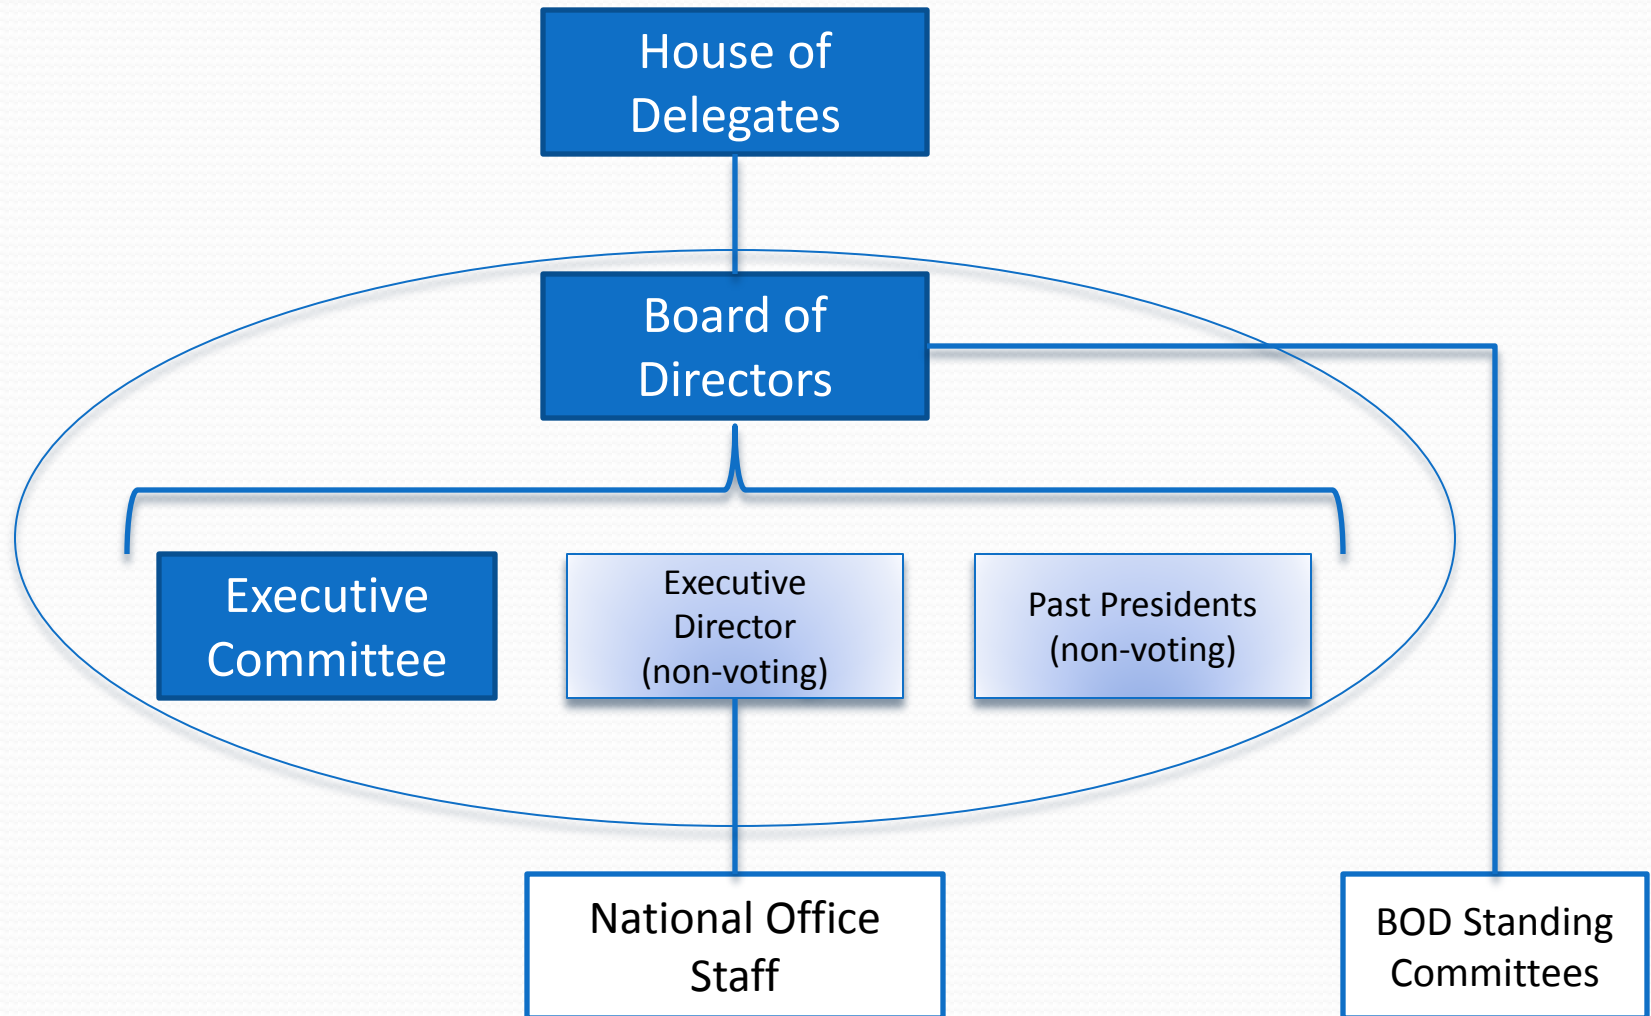 House of
Delegates
Board of
Directors
Executive
Committee
Executive
Director
(non-voting)
Past Presidents
(non-voting)
National Office
Staff
BOD Standing
Committees